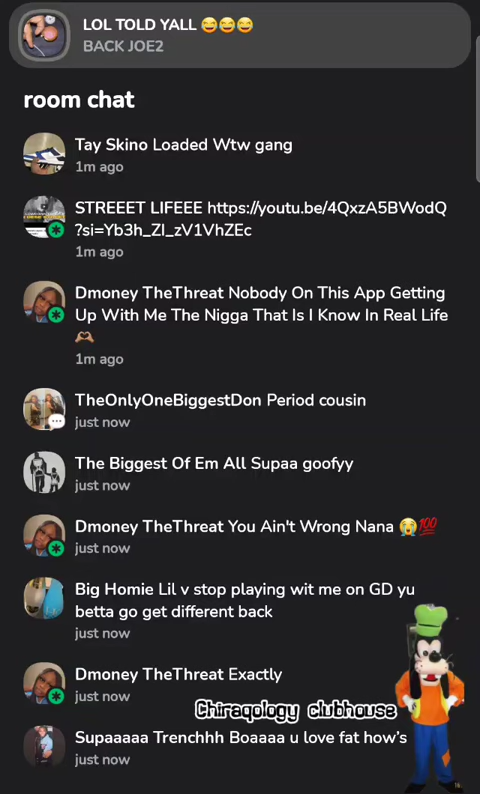 LOL TOLD YALL 😂😂😂
BACK JOE2
room chat
Tay Skino Loaded Wtw gang
1m ago
STREEET LIFEEE https://youtu.be/4QxzA5BWodQ
?si=Yb3h_ZI_zV1VhZEc
1m ago
Dmoney TheThreat Nobody On This App Getting
Up With Me The Nigga That Is I Know In Real Life
🫶🏽
1m ago
TheOnlyOneBiggestDon Period cousin
just now
The Biggest Of Em All Supaa goofyy
just now
Dmoney TheThreat You Ain't Wrong Nana 😭💯
just now
Big Homie Lil v stop playing wit me on GD yu
betta go get different back
just now
Dmoney TheThreat Exactly
just now
Chiraqology clubhouse
Supaaaaa Trenchhh Boaaaa u love fat how's
just now